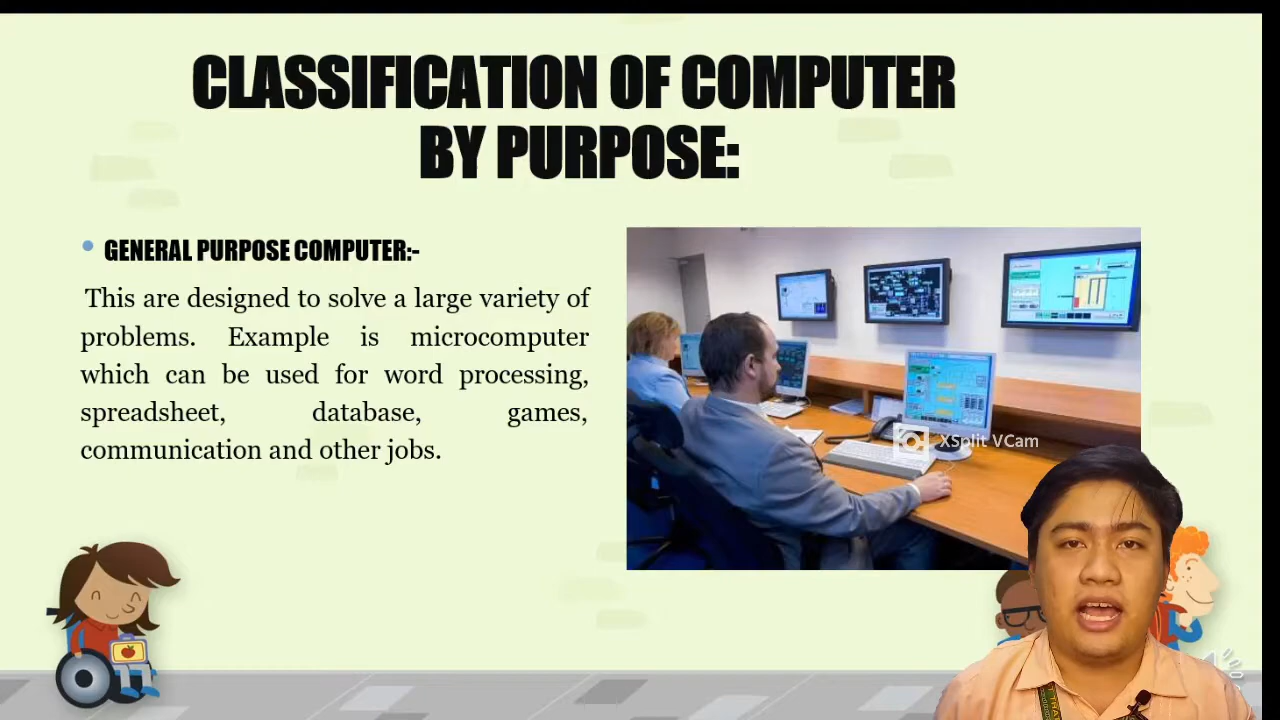 CLASSIFICATION OF COMPUTER
BY PURPOSE:
GENERAL PURPOSE COMPUTER:-
This are designed to solve a large variety of
problems. Example is microcomputer
which can be used for word processing,
spreadsheet, database, games,
communication and other jobs.
XSplit VCam